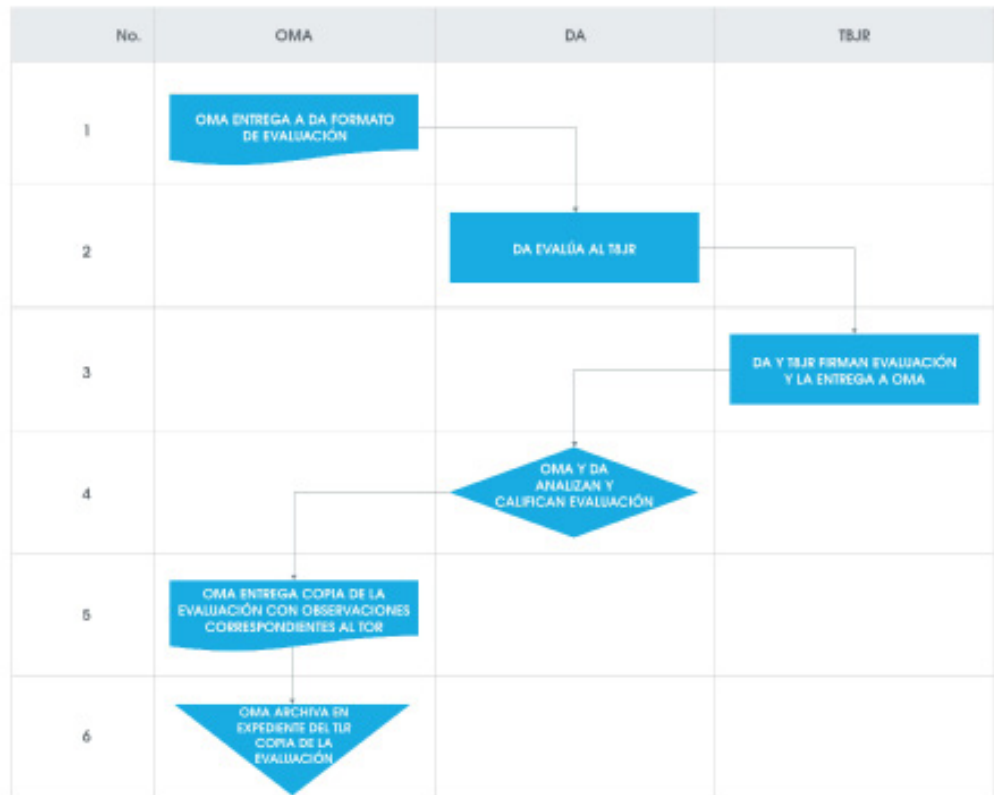 No. OMA DA TBJR
1
OMA ENTREGA A DA FORMATO
DE EVALUACIÓN
2
DA EVALÚA AL TBJR
3
DA Y TBJR FIRMAN EVALUACIÓN
Y LA ENTREGA A OMA
4
OMA Y DA
ANALIZAN Y
CALIFICAN EVALUACIÓN
5
OMA ENTREGA COPIA DE LA
EVALUACIÓN CON OBSERVACIONES
CORRESPONDIENTES AL TOR
6
OMA ARCHIVA EN
EXPEDIENTE DEL TLR
COPIA DE LA
EVALUACIÓN